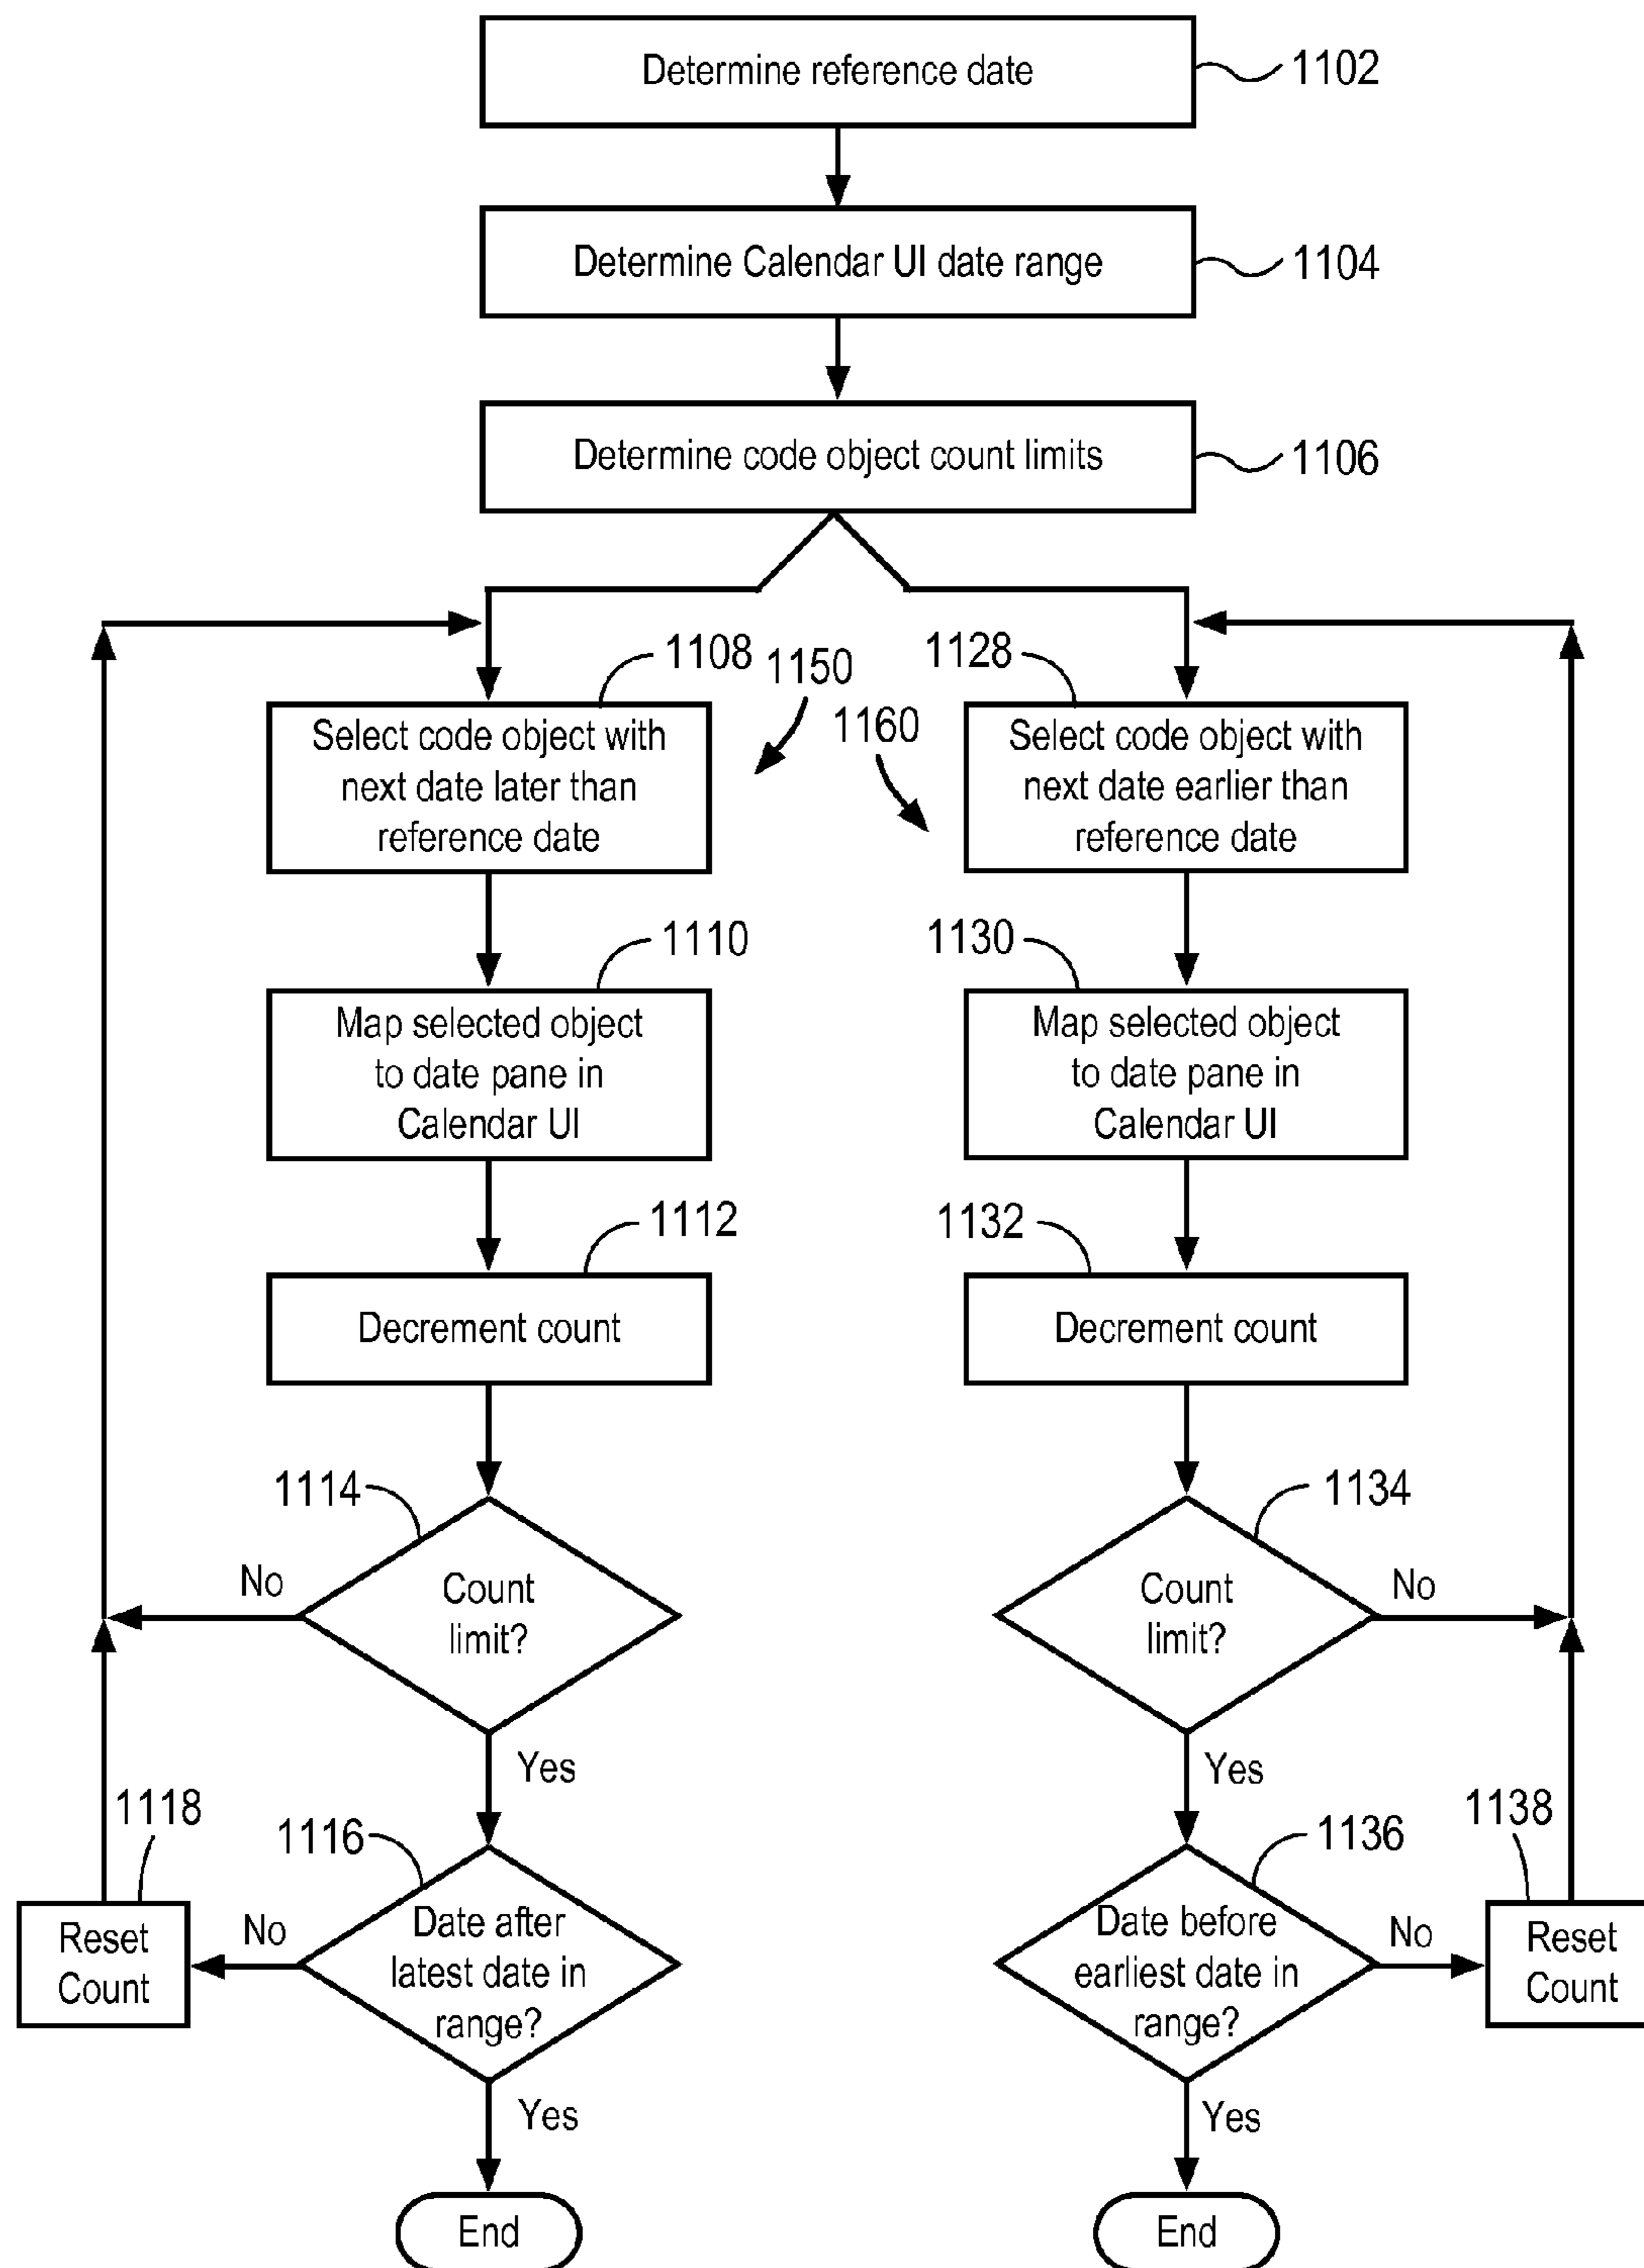 Determine reference date
1102
Determine Calendar UI date range
1104
Determine code object count limits
1106
1108
1150
1128
1160
Select code object with
next date later than
reference date
Select code object with
next date earlier than
reference date
1110
1130
Map selected object
to date pane in
Calendar UI
Map selected object
to date pane in
Calendar UI
1112
1132
Decrement count
Decrement count
1114
1134
No
Count
limit?
Count
limit?
No
Yes
Yes
1118
1116
1136
1138
Reset
Count
No
Date after
latest date in
range?
Date before
earliest date in
range?
No
Reset
Count
Yes
Yes
End
End